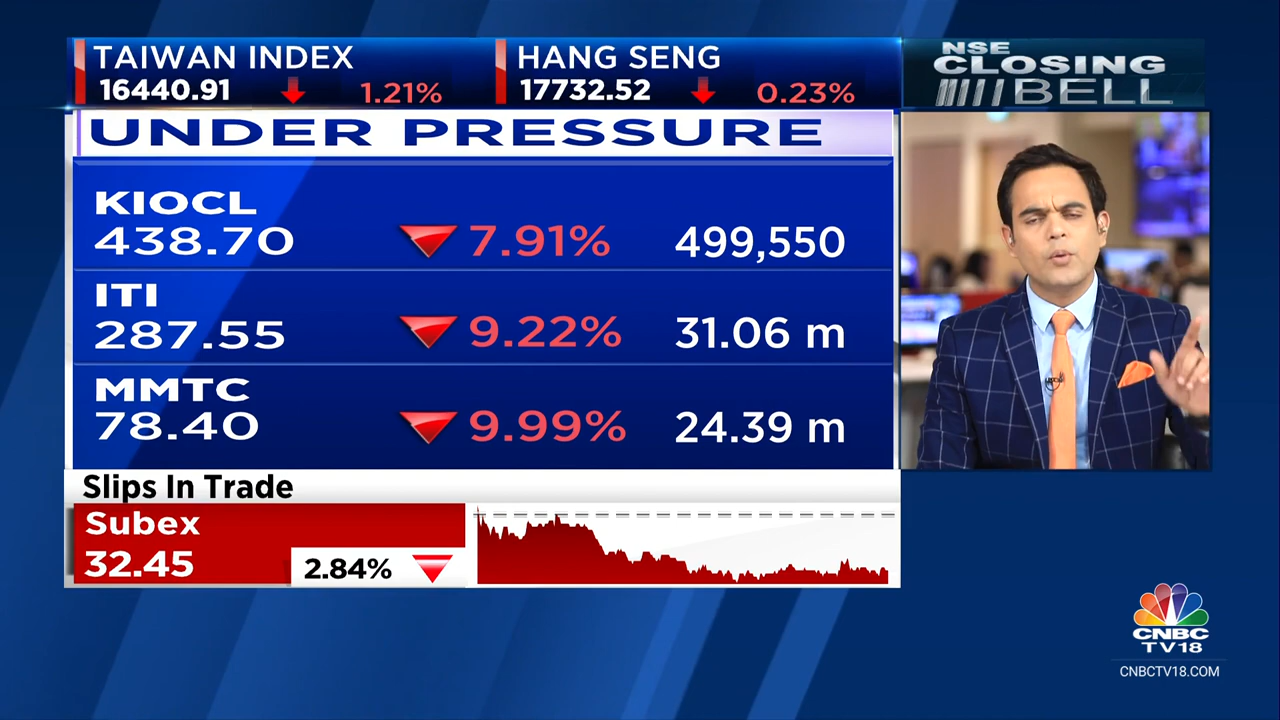 TAIWAN INDEX
16440.91 1.21%
HANG SENG
17732.52 0.23%
NSE
CLOSING
BELL
UNDER PRESSURE
KIOCL
438.70 7.91% 499,550
ITI
287.55 9.22% 31.06 m
MMTC
78.40 9.99% 24.39 m
Slips In Trade
Subex
32.45 2.84%
CNBC
TV18
CNBCTV18.COM